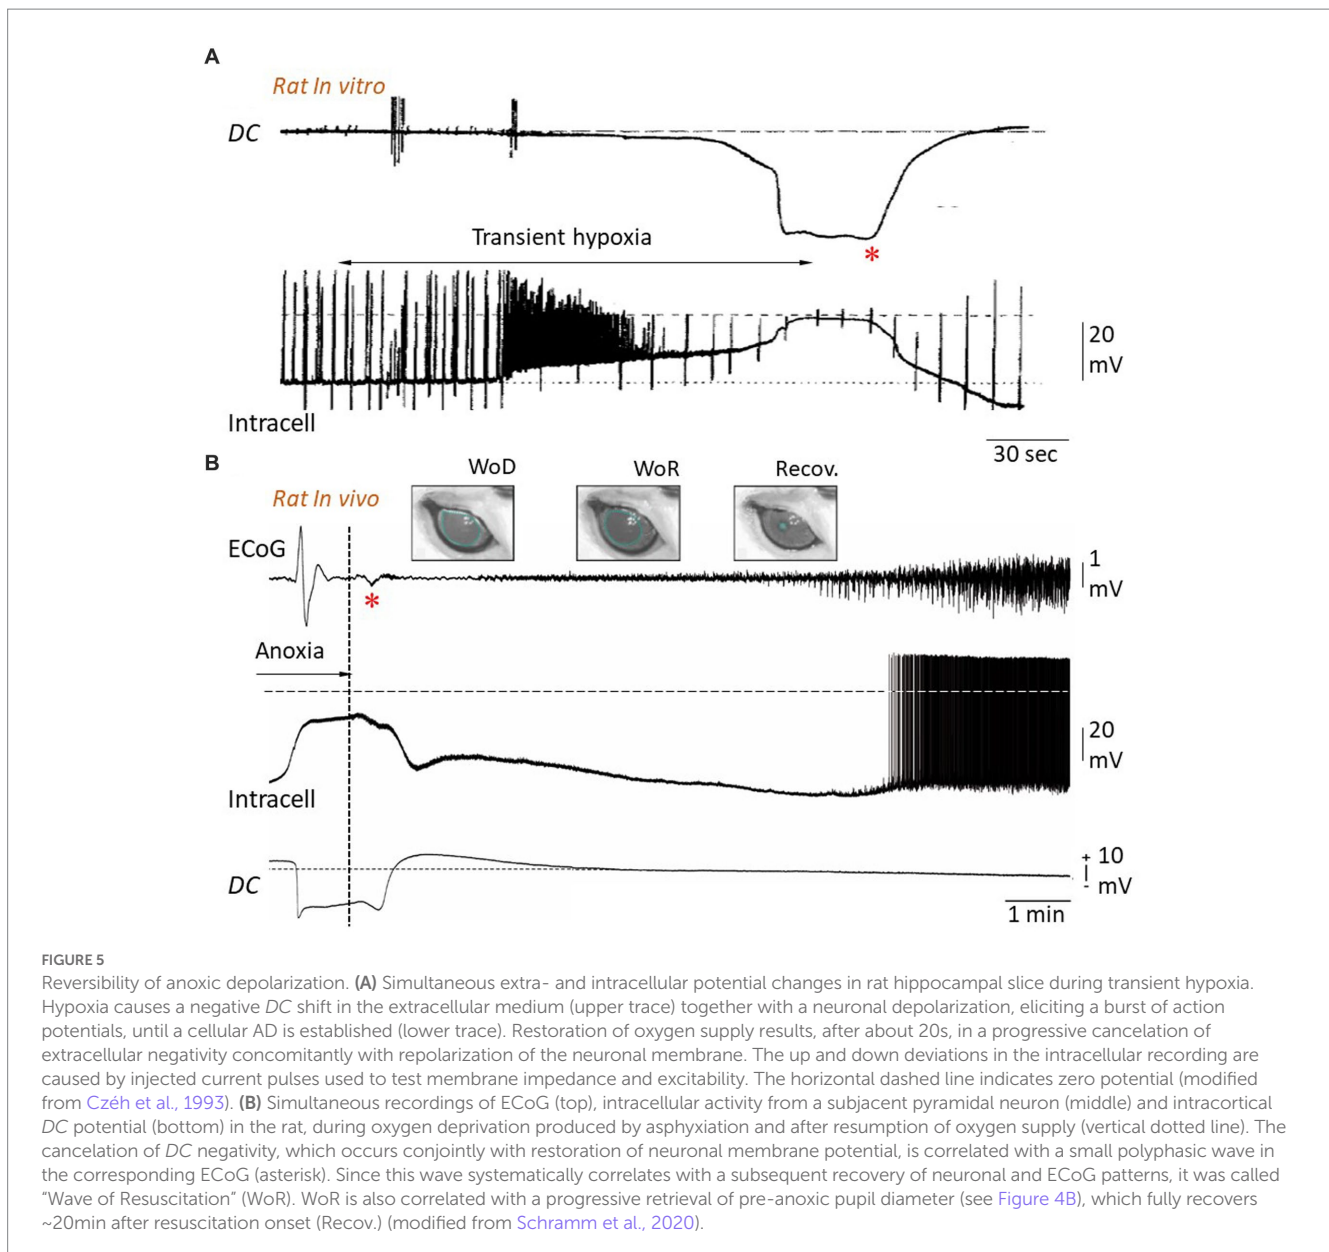 A
Rat In vitro
DC
Transient hypoxia
*
20
mV
Intracell
30 sec
B
WoD
WoR
Recov.
Rat In vivo
ECoG
1
mV
*
Anoxia
20
mV
Intracell
+ 10
- mV
DC
1 min
FIGURE 5
Reversibility of anoxic depolarization. (A) Simultaneous extra- and intracellular potential changes in rat hippocampal slice during transient hypoxia.
Hypoxia causes a negative DC shift in the extracellular medium (upper trace) together with a neuronal depolarization, eliciting a burst of action
potentials, until a cellular AD is established (lower trace). Restoration of oxygen supply results, after about 20s, in a progressive cancelation of
extracellular negativity concomitantly with repolarization of the neuronal membrane. The up and down deviations in the intracellular recording are
caused by injected current pulses used to test membrane impedance and excitability. The horizontal dashed line indicates zero potential (modified
from Czéh et al., 1993). (B) Simultaneous recordings of ECoG (top), intracellular activity from a subjacent pyramidal neuron (middle) and intracortical
DC potential (bottom) in the rat, during oxygen deprivation produced by asphyxiation and after resumption of oxygen supply (vertical dotted line). The
cancelation of DC negativity, which occurs conjointly with restoration of neuronal membrane potential, is correlated with a small polyphasic wave in
the corresponding ECoG (asterisk). Since this wave systematically correlates with a subsequent recovery of neuronal and ECoG patterns, it was called
"Wave of Resuscitation" (WoR). WoR is also correlated with a progressive retrieval of pre-anoxic pupil diameter (see Figure 4B), which fully recovers
~20min after resuscitation onset (Recov.) (modified from Schramm et al., 2020).